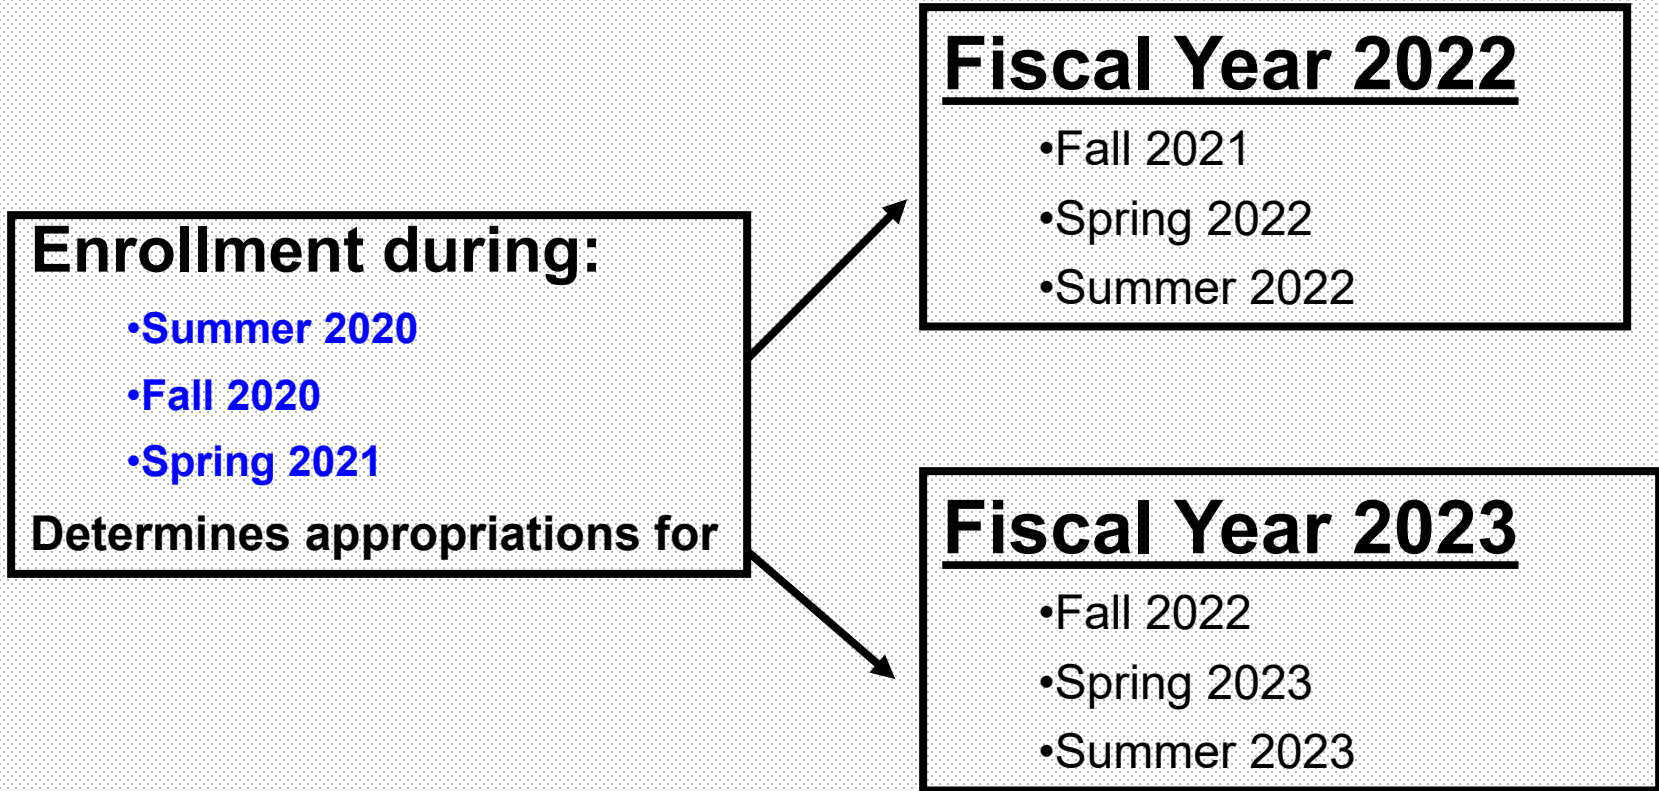 Enrollment during:
•Summer 2020
•Fall 2020
•Spring 2021
Determines appropriations for
Fiscal Year 2022
•Fall 2021
•Spring 2022
•Summer 2022
Fiscal Year 2023
•Fall 2022
•Spring 2023
•Summer 2023